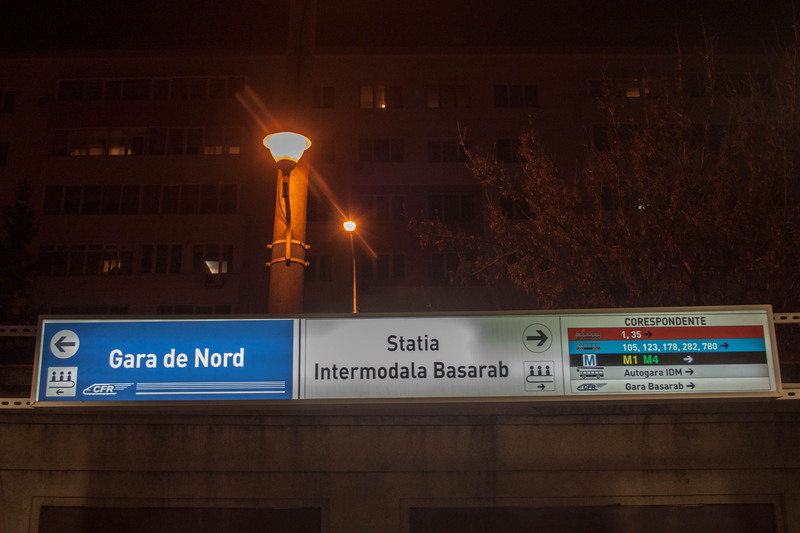 Gara de Nord
CFR
Statia
Intermodala Basarab
CORESPONDENTE
1, 35
105, 123, 178, 282, 780
M M1 M4
Autogara IDM
CFR Gara Basarab